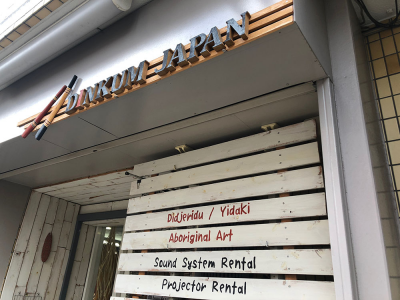 DINKUM JAPAN
Didjeridu / Yidaki
Aboriginal Art
Sound System Rental
Projector Rental